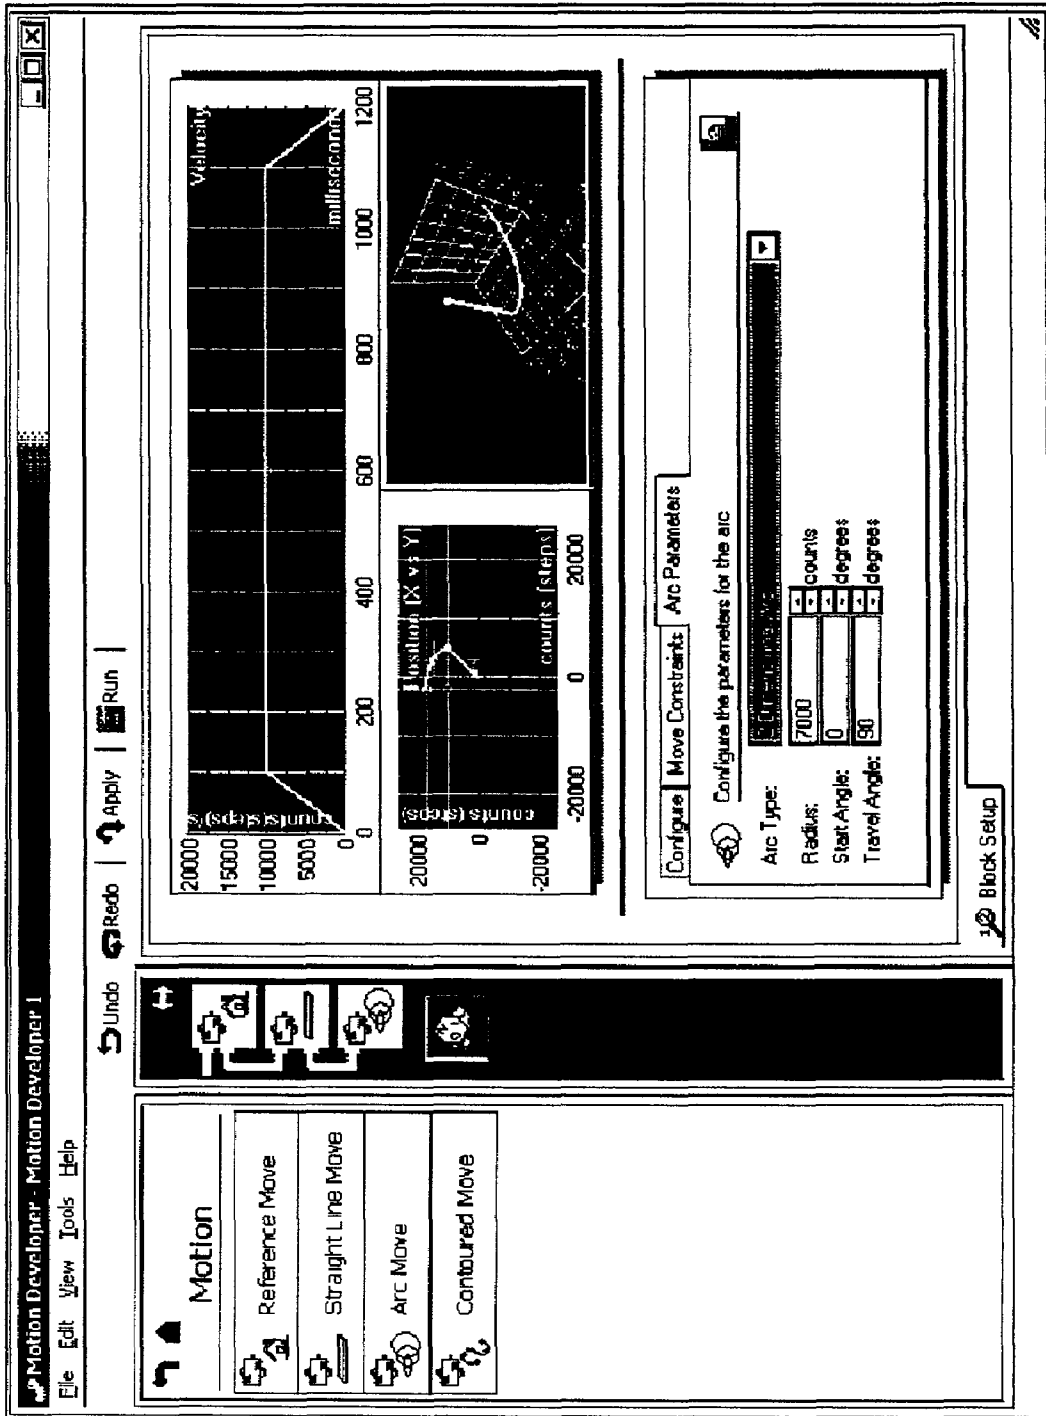 Motion Developer - Motion Developer 1
File Edit View Tools Help
Undo Redo Apply Run
Motion
Reference Move
Straight Line Move
Arc Move
Contoured Move
Velocity
counts(steps)/s
20000
15000
10000
5000
0
milliseconds
0 200 400 600 800 1000 1200
(X vs Y)
counts (steps)
20000
0
-20000
counts (steps)
-20000 0 20000
Configure Move Constraints Arc Parameters
Configure the parameters for the arc
Arc Type:
Radius: 7000 counts
Start Angle: 0 degrees
Travel Angle: 90 degrees
Block Setup